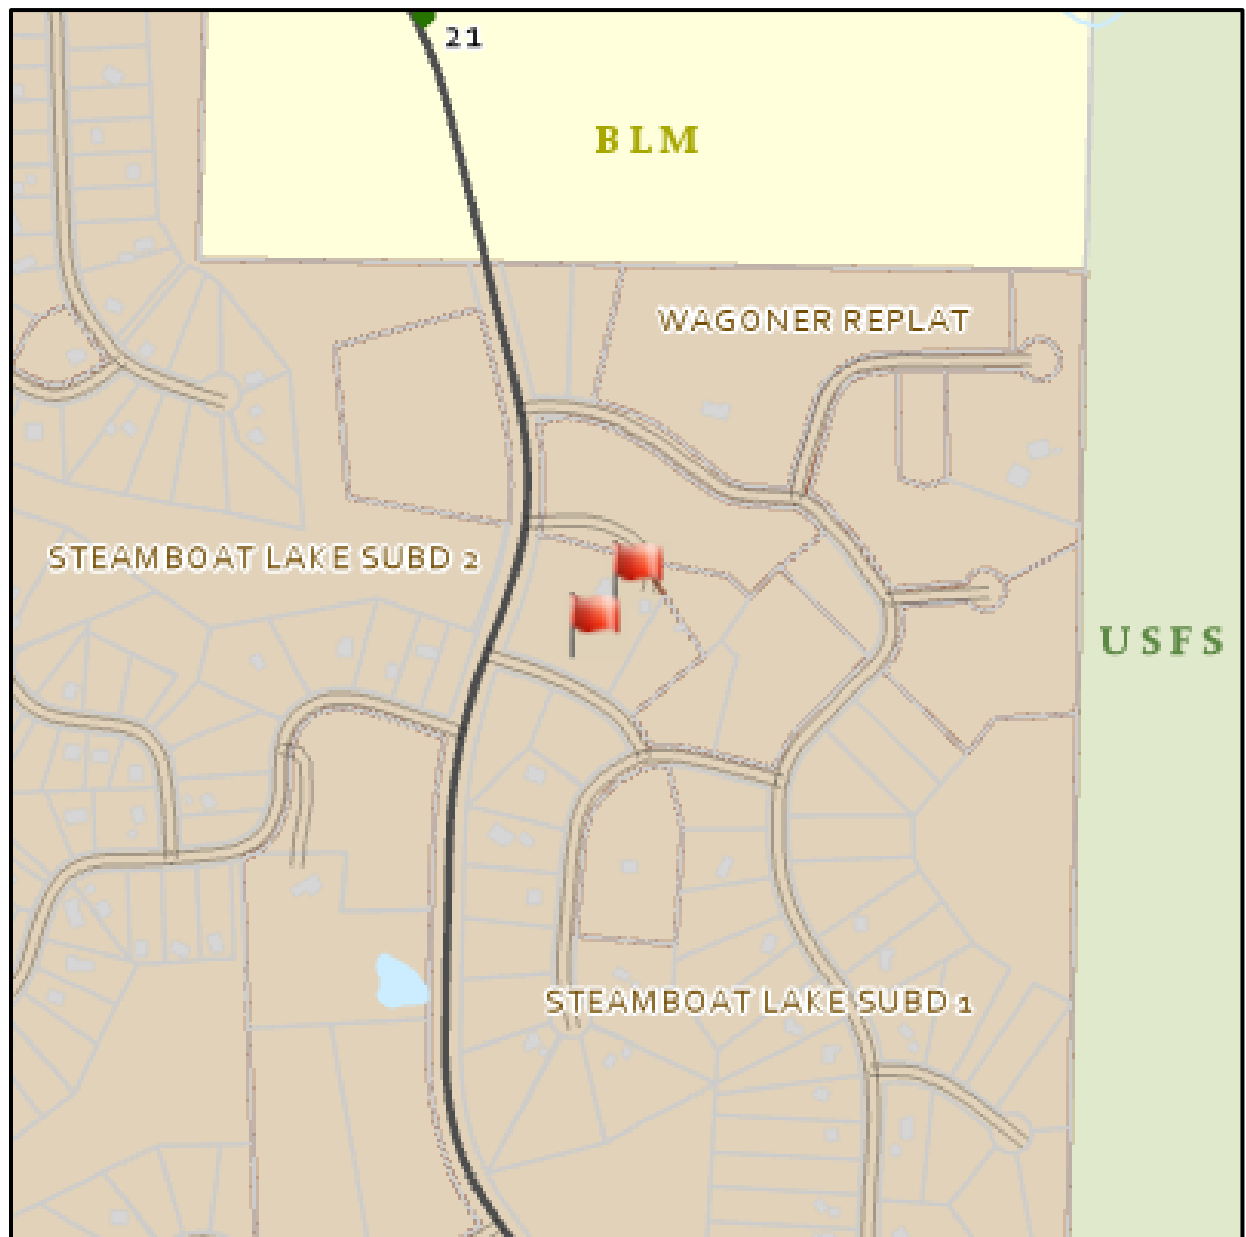 21
BLM
WAGONER REPLAT
STEAMBOAT LAKE SUBD 2
USFS
STEAMBOAT LAKE SUBD 1